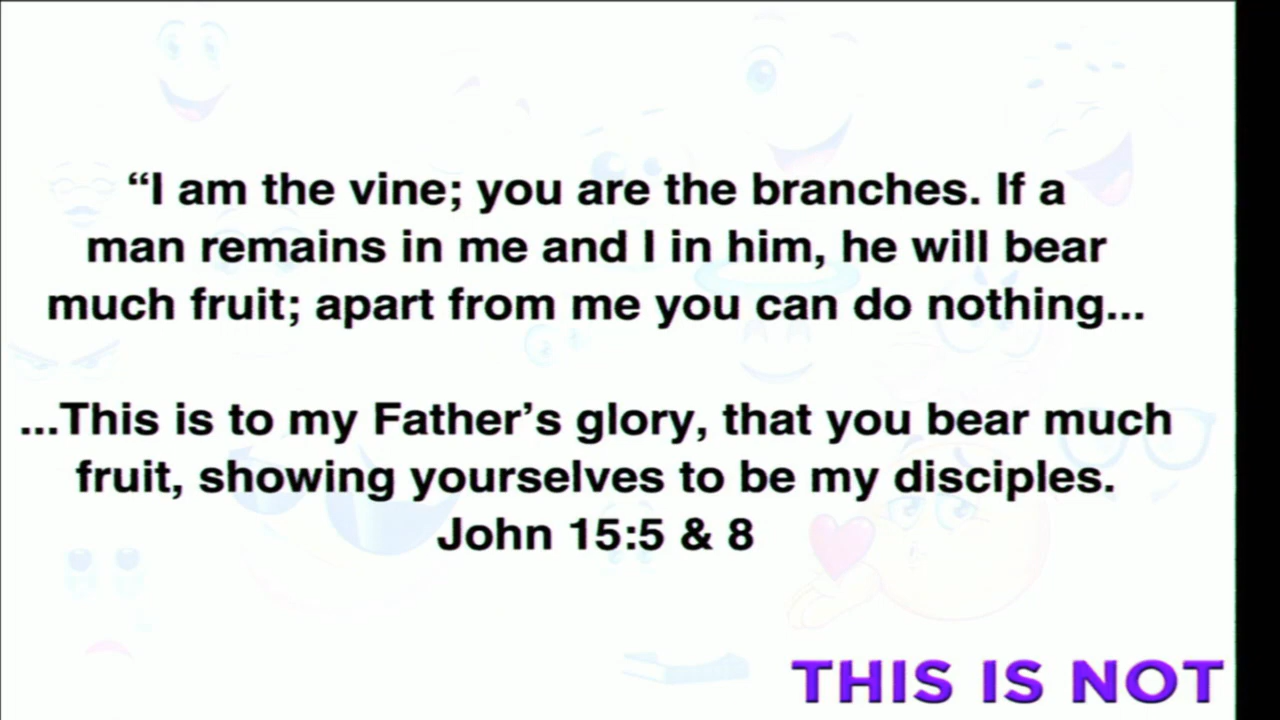 “I am the vine; you are the branches. If a
man remains in me and I in him, he will bear
much fruit; apart from me you can do nothing...
...This is to my Father’s glory, that you bear much
fruit, showing yourselves to be my disciples.
John 15:5 & 8
THIS IS NOT